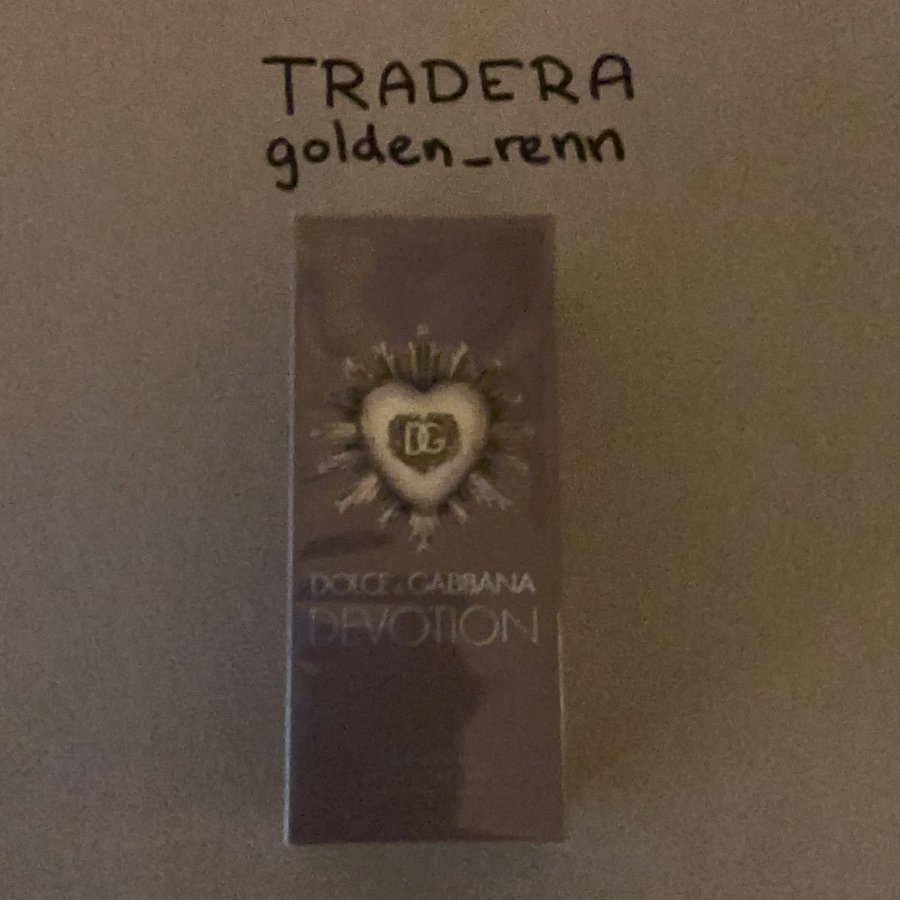 TRADERA
golden_renn
DG
DOLCE & GABBANA
DEVOTION